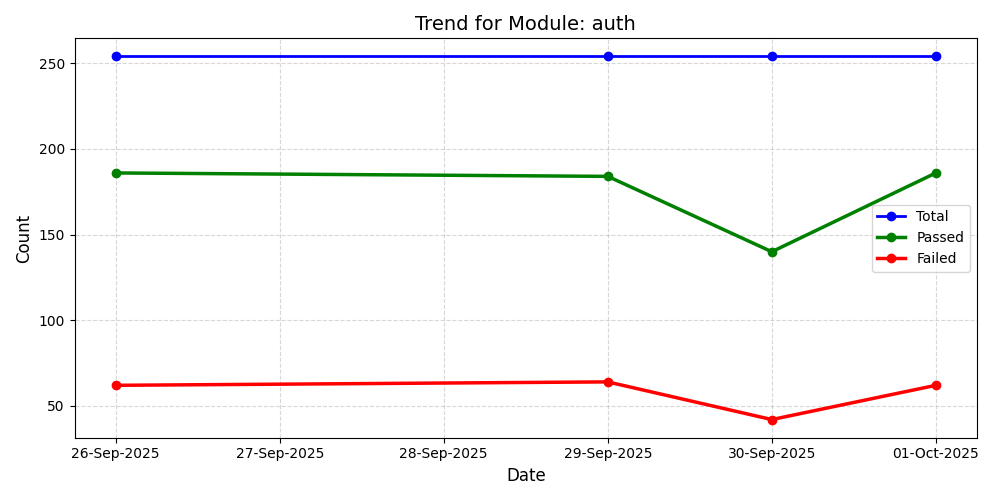 Trend for Module: auth
Count
250
200
150
100
50
Total
Passed
Failed
26-Sep-2025
27-Sep-2025
28-Sep-2025
29-Sep-2025
30-Sep-2025
01-Oct-2025
Date